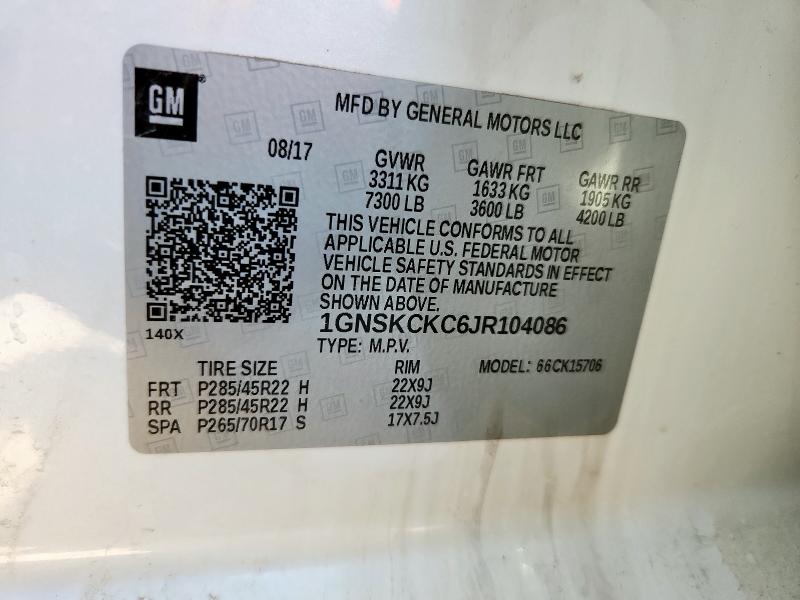 GM
MFD BY GENERAL MOTORS LLC
08/17
GVWR
3311 KG
7300 LB
GAWR FRT
1633 KG
3600 LB
GAWR RR
1905 KG
4200 LB
THIS VEHICLE CONFORMS TO ALL
APPLICABLE U.S. FEDERAL MOTOR
VEHICLE SAFETY STANDARDS IN EFFECT
ON THE DATE OF MANUFACTURE
SHOWN ABOVE.
140X
1GNSKCKC6JR104086
TYPE: M.P.V.
MODEL: 66CK15706
TIRE SIZE RIM
FRT P285/45R22 H 22X9J
RR P285/45R22 H 22X9J
SPA P265/70R17 S 17X7.5J